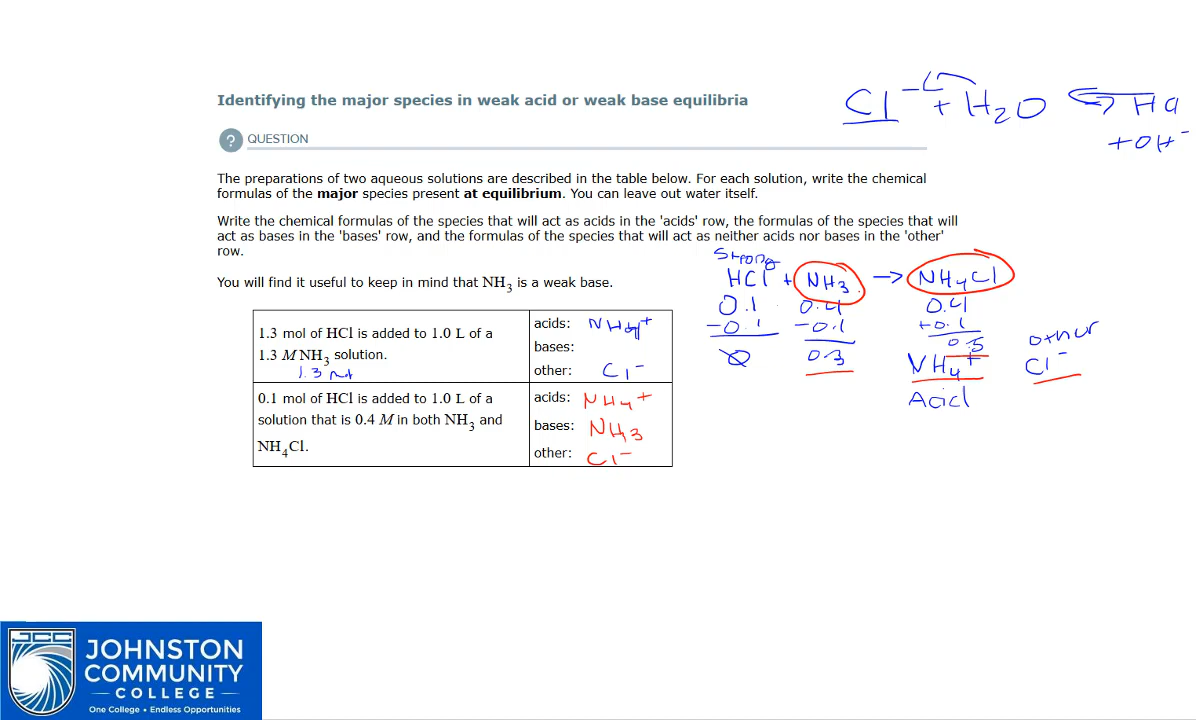 Cl⁻ + H₂O ⇌ HCl
+ OH⁻
Identifying the major species in weak acid or weak base equilibria
? QUESTION
The preparations of two aqueous solutions are described in the table below. For each solution, write the chemical
formulas of the major species present at equilibrium. You can leave out water itself.
Write the chemical formulas of the species that will act as acids in the 'acids' row, the formulas of the species that will
act as bases in the 'bases' row, and the formulas of the species that will act as neither acids nor bases in the 'other'
row.
You will find it useful to keep in mind that NH₃ is a weak base.
Strong
HCl + NH₃ → NH₄Cl
0.1 0.4 0.4
-0.1 -0.1 +0.1
0 0.3 0.5
other
NH₄+ Cl⁻
Acid
1.3 mol of HCl is added to 1.0 L of a
1.3 M NH₃ solution.
1.3
acids: NH₄+
bases:
other: Cl⁻
0.1 mol of HCl is added to 1.0 L of a
solution that is 0.4 M in both NH₃ and
NH₄Cl.
acids: NH₄+
bases: NH₃
other: Cl⁻
JCC
JOHNSTON
COMMUNITY
COLLEGE
One College • Endless Opportunities